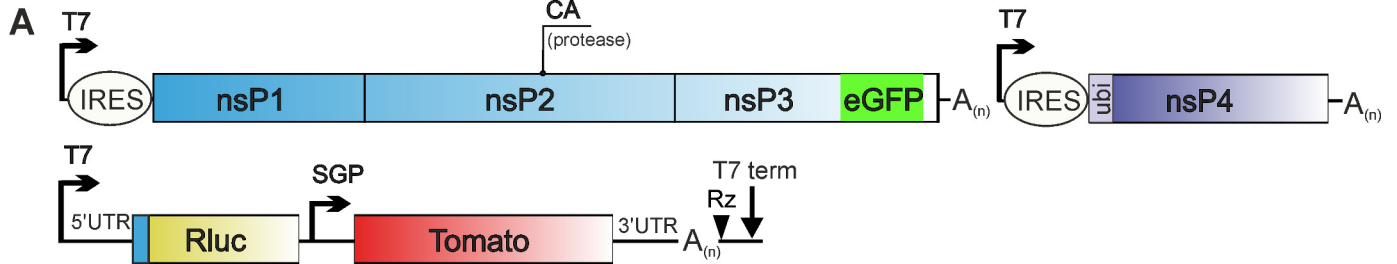 A
T7
CA
(protease)
IRES
nsP1
nsP2
nsP3
eGFP
A(n)
T7
IRES
ubi
nsP4
A(n)
T7
5'UTR
Rluc
SGP
Tomato
3'UTR
A(n)
Rz
T7 term